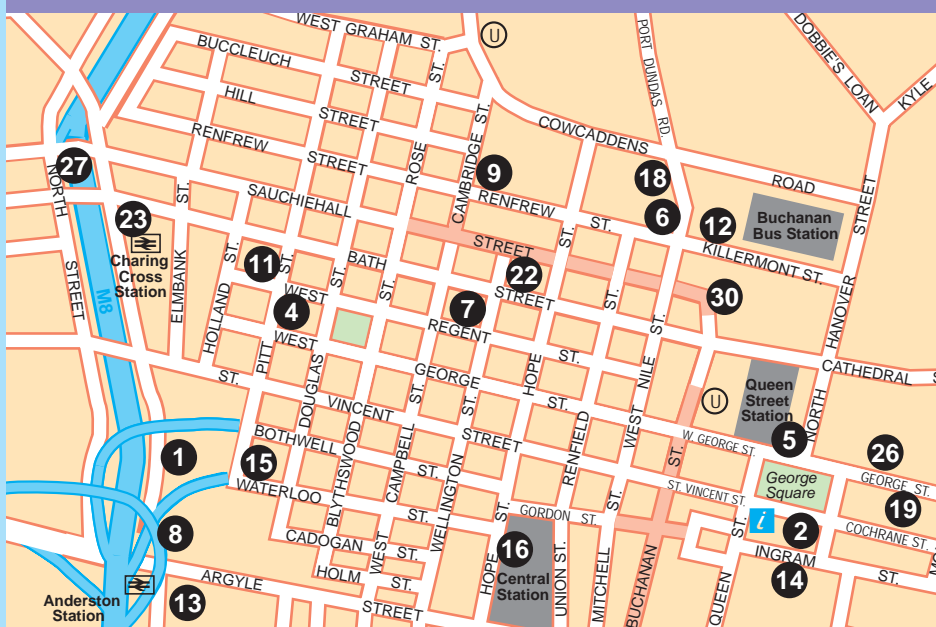 WEST GRAHAM ST.
U
PORT DUNDAS RD.
DOBBIE'S LOAN
KYLE
BUCCLEUCH STREET
HILL STREET
RENFREW STREET
ROSE ST.
CAMBRIDGE ST.
COWCADDENS ROAD
27
9
18
RENFREW ST.
6
12
Buchanan
Bus Station
KILLERMONT ST.
NORTH STREET
M8
23
Charing
Cross
Station
ELMBANK ST.
SAUCHIEHALL STREET
11
HOLLAND ST.
PITT ST.
BATH STREET
22
30
4
7
WEST REGENT ST.
WEST GEORGE ST.
DOUGLAS ST.
BLYTHSWOOD ST.
WEST CAMPBELL ST.
WELLINGTON ST.
HOPE ST.
RENFIELD ST.
WEST NILE ST.
NORTH HANOVER STREET
CATHEDRAL S
Queen
Street
Station
U
5
ST. VINCENT STREET
BOTHWELL ST.
W. GEORGE ST.
26
GEORGE ST.
George
Square
1
15
WATERLOO ST.
ST. VINCENT ST.
i
2
19
COCHRANE ST.
8
CADOGAN ST.
GORDON ST.
16
Central
Station
HOPE
UNION ST.
MITCHELL ST.
BUCHANAN ST.
QUEEN ST.
INGRAM ST.
14
HOLM ST.
Anderston
Station
13
ARGYLE STREET